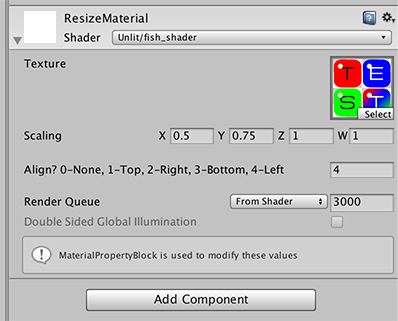 ResizeMaterial
Shader Unlit/fish_shader
Texture
T E
S T
Select
Scaling X 0.5 Y 0.75 Z 1 W 1
Align? 0-None, 1-Top, 2-Right, 3-Bottom, 4-Left 4
Render Queue From Shader 3000
Double Sided Global Illumination
MaterialPropertyBlock is used to modify these values
Add Component